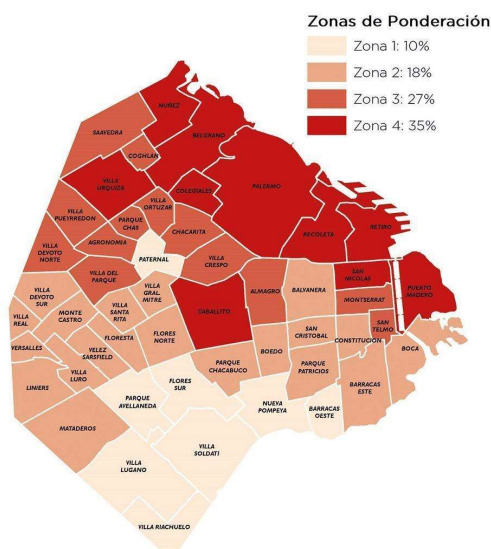 Zonas de Ponderación
Zona 1: 10%
Zona 2: 18%
Zona 3: 27%
Zona 4: 35%
NUÑEZ
SAAVEDRA
BELGRANO
COGHLAN
VILLA
URQUIZA
COLEGIALES
PALERMO
VILLA
ORTUZAR
VILLA
PUEYRREDON
PARQUE
CHAS
CHACARITA
RECOLETA
RETIRO
AGRONOMIA
VILLA
DEVOTO
NORTE
PATERNAL
VILLA
CRESPO
VILLA DEL
PARQUE
SAN
NICOLAS
PUERTO
MADERO
VILLA
DEVOTO
SUR
VILLA
GRAL.
MITRE
ALMAGRO
BALVANERA
MONTSERRAT
VILLA
REAL
MONTE
CASTRO
VILLA
SANTA
RITA
CABALLITO
SAN
TELMO
VERSALLES
VELEZ
SARSFIELD
FLORESTA
FLORES
NORTE
SAN
CRISTOBAL
CONSTITUCION
BOCA
BOEDO
LINIERS
VILLA
LURO
PARQUE
CHACABUCO
PARQUE
PATRICIOS
BARRACAS
ESTE
FLORES
SUR
PARQUE
AVELLANEDA
NUEVA
POMPEYA
BARRACAS
OESTE
MATADEROS
VILLA
SOLDATI
VILLA
LUGANO
VILLA RIACHUELO